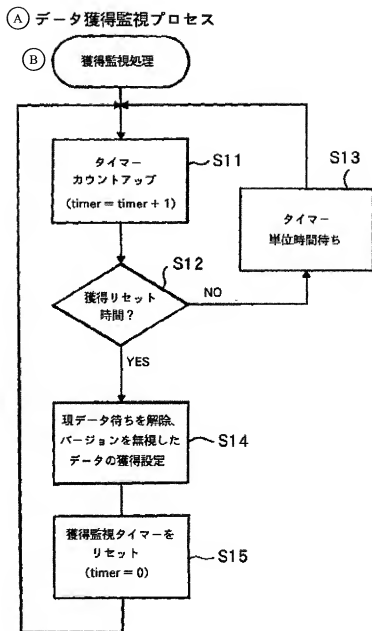 Ⓐ データ獲得監視プロセス
Ⓑ 獲得監視処理
タイマー
カウントアップ
(timer = timer + 1)
S11
S13
タイマー
単位時間待ち
S12
獲得リセット
時間?
NO
YES
現データ待ちを解除、
バージョンを無視した
データの獲得設定
S14
獲得監視タイマーを
リセット
(timer = 0)
S15